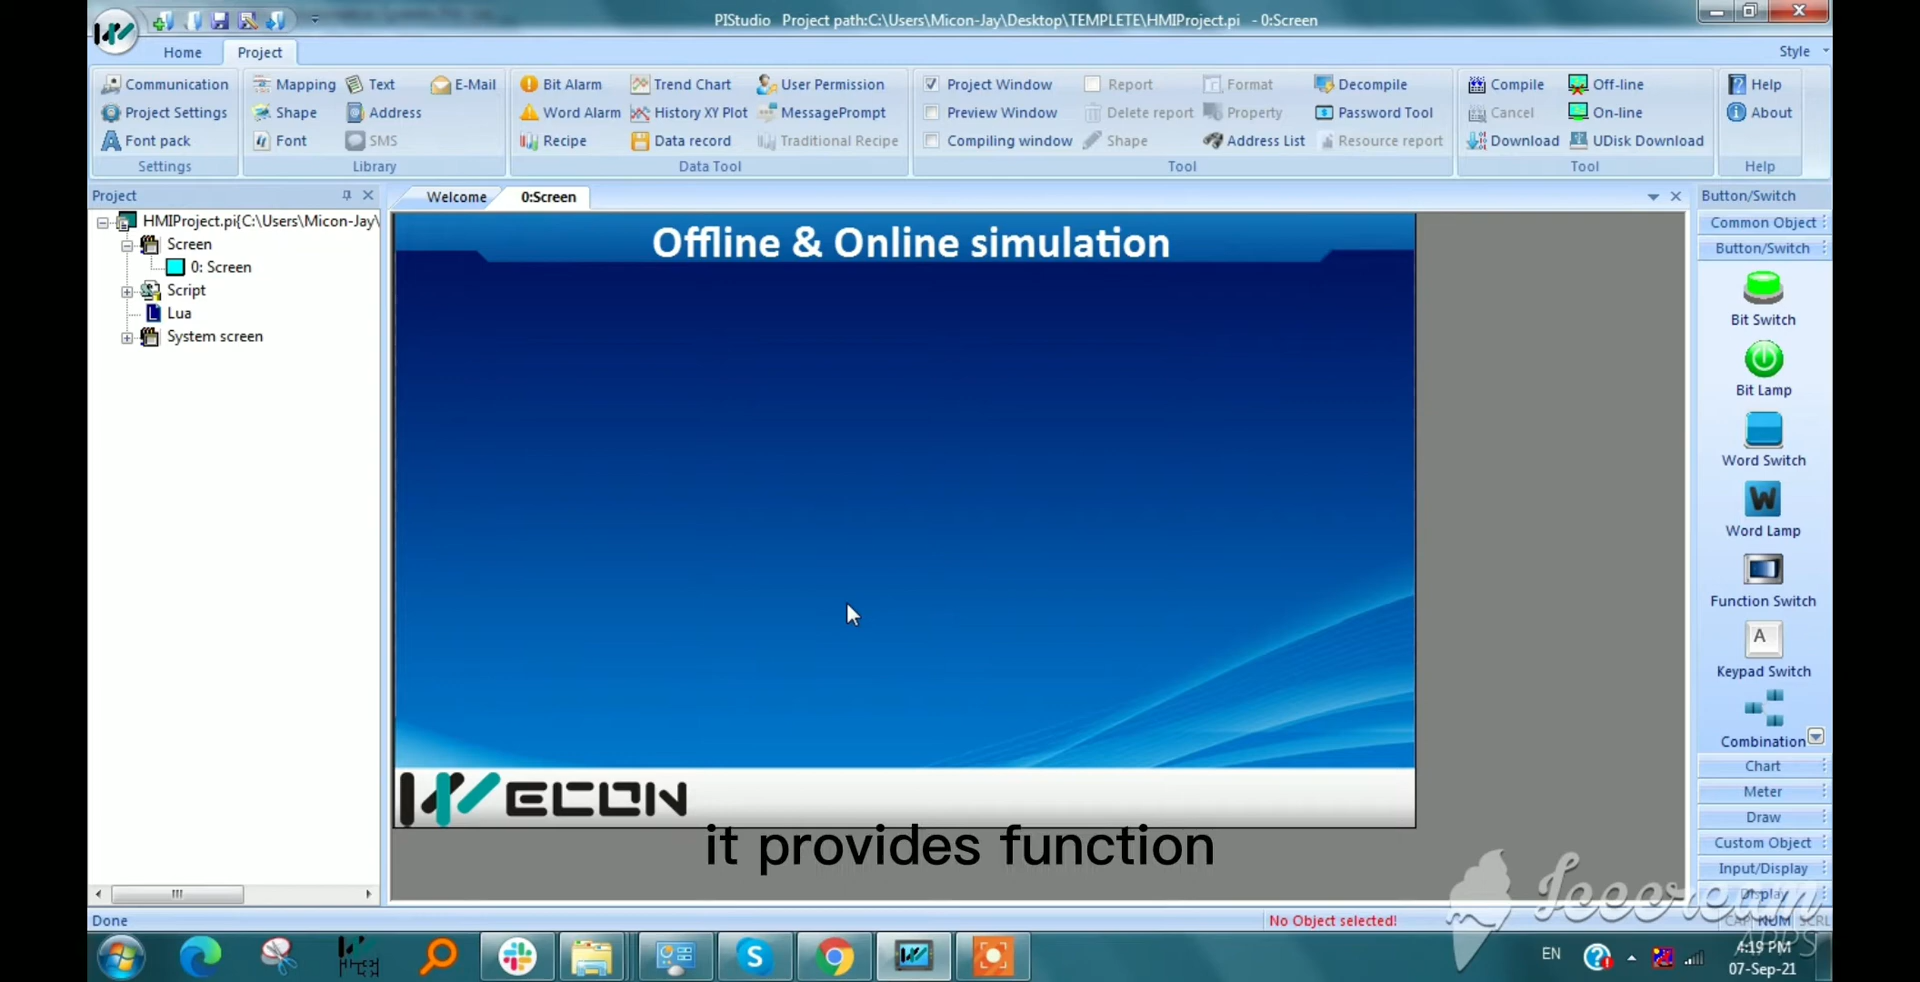 PIStudio Project path:C:\Users\Micon-Jay\Desktop\TEMPLETE\HMIProject.pi - 0:Screen
Home Project Style
Communication Mapping Text E-Mail Bit Alarm Trend Chart User Permission Project Window Report Format Decompile Compile Off-line Help
Project Settings Shape Address Word Alarm History XY Plot MessagePrompt Preview Window Delete report Property Password Tool Cancel On-line About
Font pack Font SMS Recipe Data record Traditional Recipe Compiling window Shape Address List Resource report Download UDisk Download
Settings Library Data Tool Tool Tool Help
Project Welcome 0:Screen Button/Switch
HMIProject.pi{C:\Users\Micon-Jay\
Screen
0: Screen
Script
Lua
System screen
Offline & Online simulation
WECON
it provides function
Common Object
Button/Switch
Bit Switch
Bit Lamp
Word Switch
W
Word Lamp
Function Switch
A
Keypad Switch
Combination
Chart
Meter
Draw
Custom Object
Input/Display
Display
Icecream
APPS
Done No Object selected! CAP NUM SCRL
EN 4:19 PM
07-Sep-21